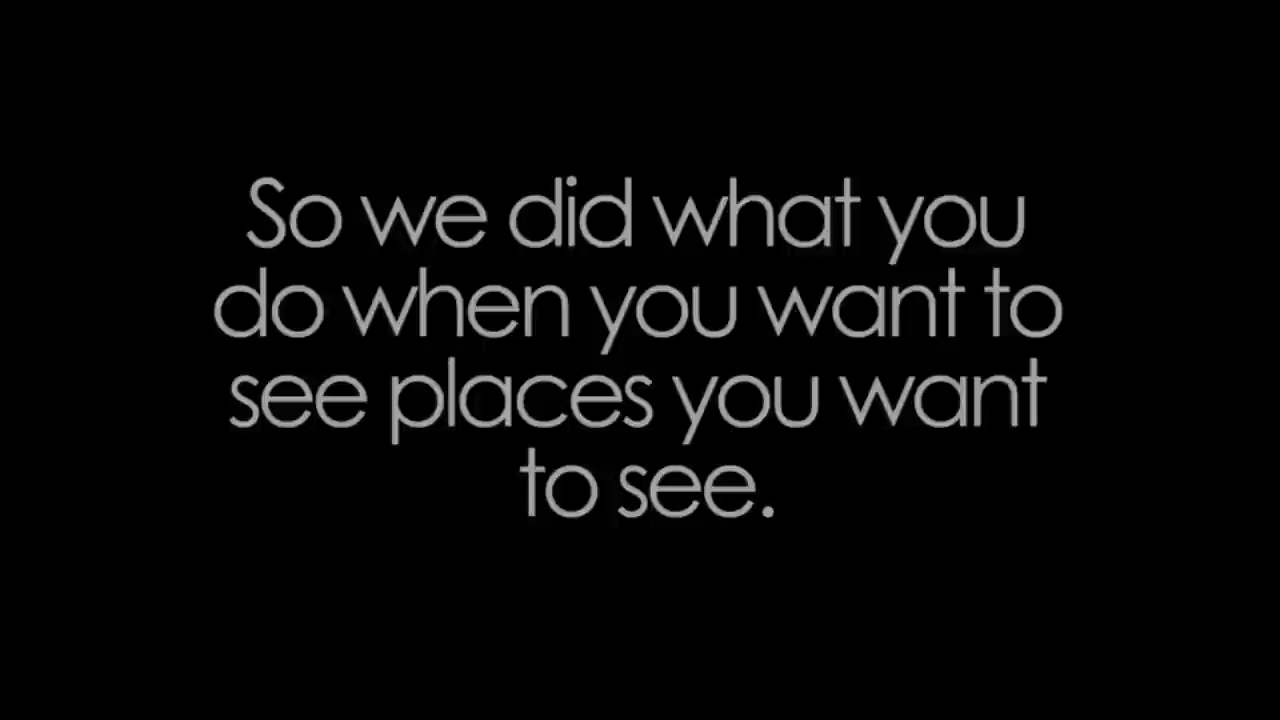 So we did what you
do when you want to
see places you want
to see.